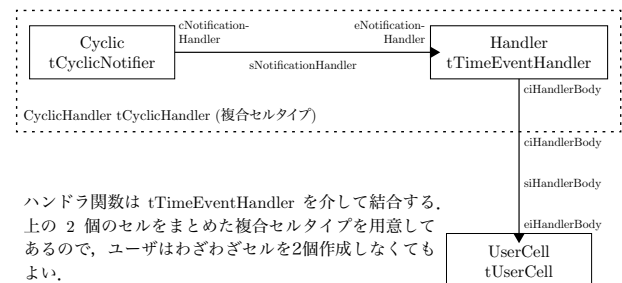 cNotification-
Handler
eNotification-
Handler
Cyclic
tCyclicNotifier
Handler
tTimeEventHandler
sNotificationHandler
ciHandlerBody
CyclicHandler tCyclicHandler (複合セルタイプ)
ciHandlerBody
siHandlerBody
ハンドラ関数は tTimeEventHandler を介して結合する.
上の 2 個のセルをまとめた複合セルタイプを用意して
あるので，ユーザはわざわざセルを2個作成しなくても
よい.
eiHandlerBody
UserCell
tUserCell